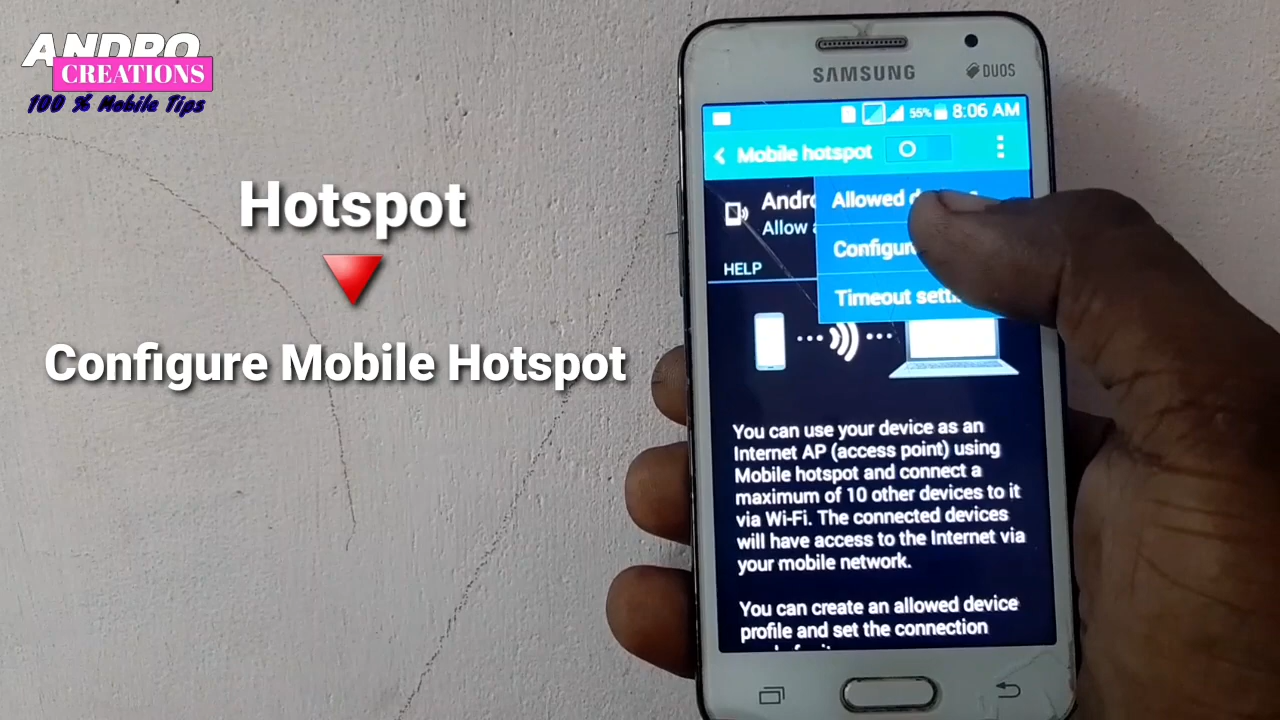 ANDRO
CREATIONS
100 % Mobile Tips
Hotspot
Configure Mobile Hotspot
SAMSUNG
DUOS
55%
8:06 AM
Mobile hotspot
Allowed
Configure
Timeout
Allow
HELP
You can use your device as an
Internet AP (access point) using
Mobile hotspot and connect a
maximum of 10 other devices to it
via Wi-Fi. The connected devices
will have access to the Internet via
your mobile network.
You can create an allowed device
profile and set the connection